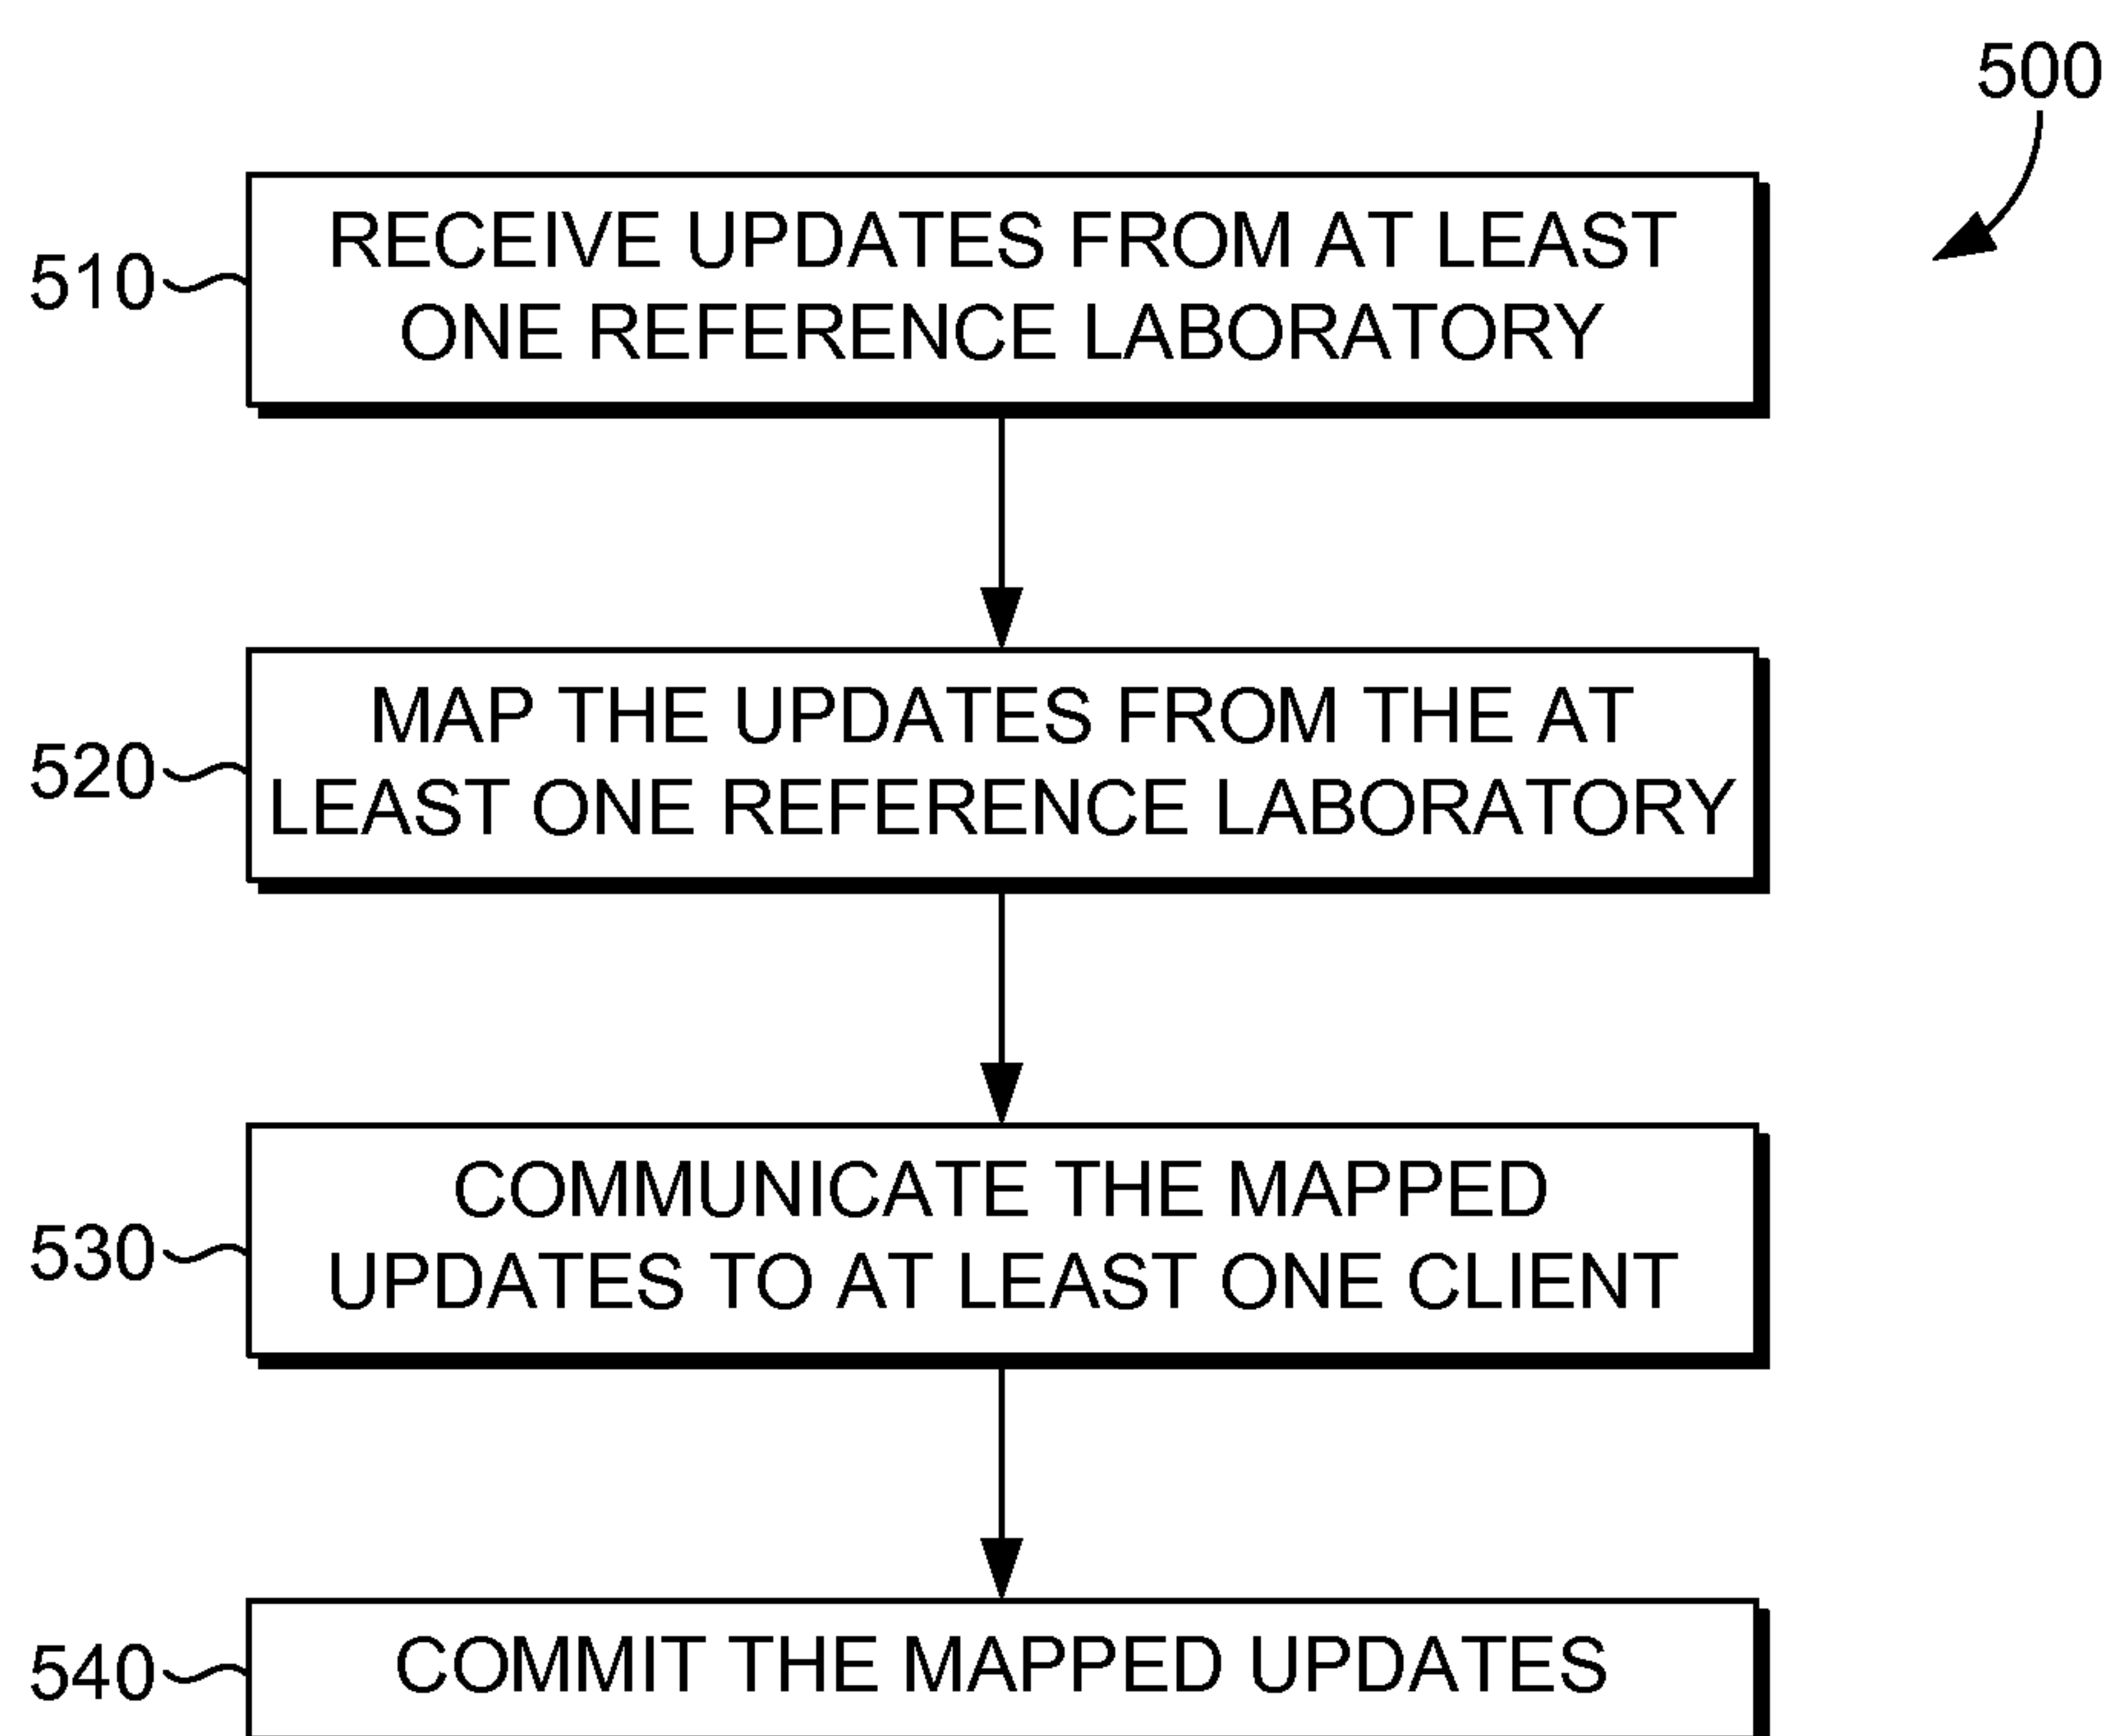 500
510
RECEIVE UPDATES FROM AT LEAST
ONE REFERENCE LABORATORY
520
MAP THE UPDATES FROM THE AT
LEAST ONE REFERENCE LABORATORY
530
COMMUNICATE THE MAPPED
UPDATES TO AT LEAST ONE CLIENT
540
COMMIT THE MAPPED UPDATES